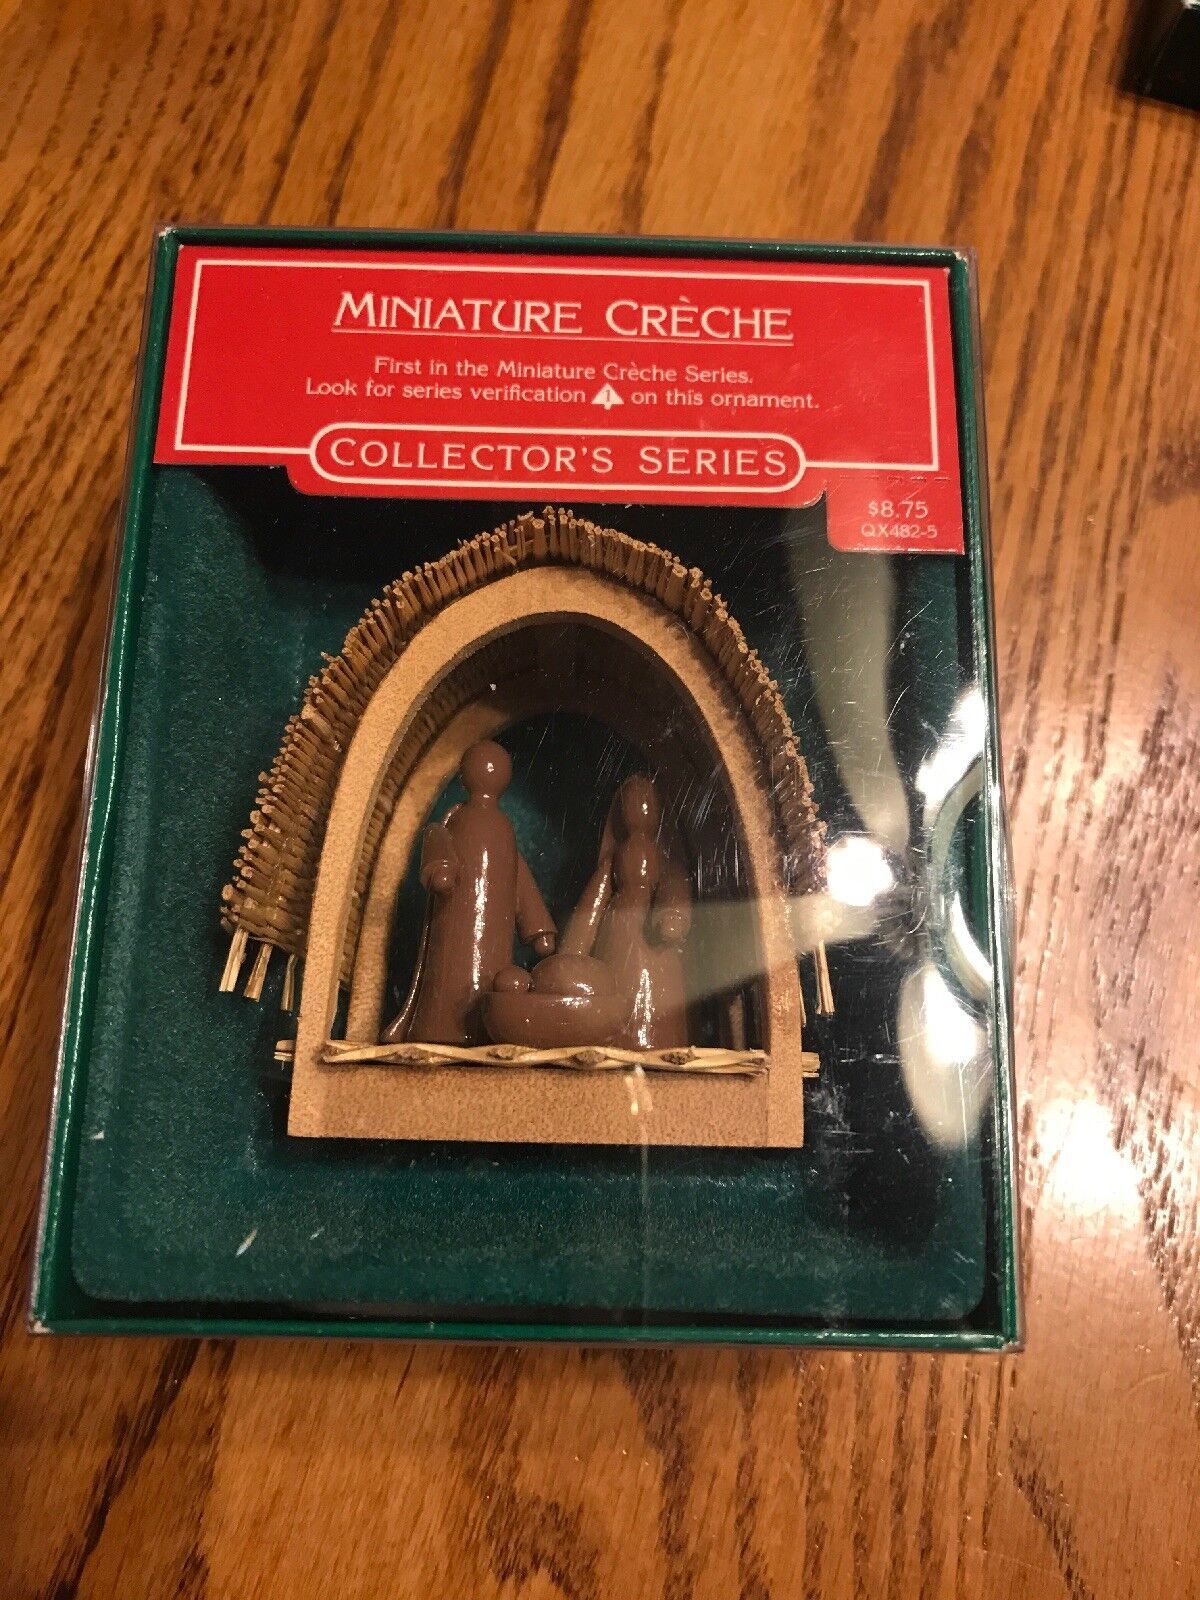 MINIATURE CRÈCHE
First in the Miniature Crèche Series.
Look for series verification 1 on this ornament.
COLLECTOR'S SERIES
$8.75
QX482-5